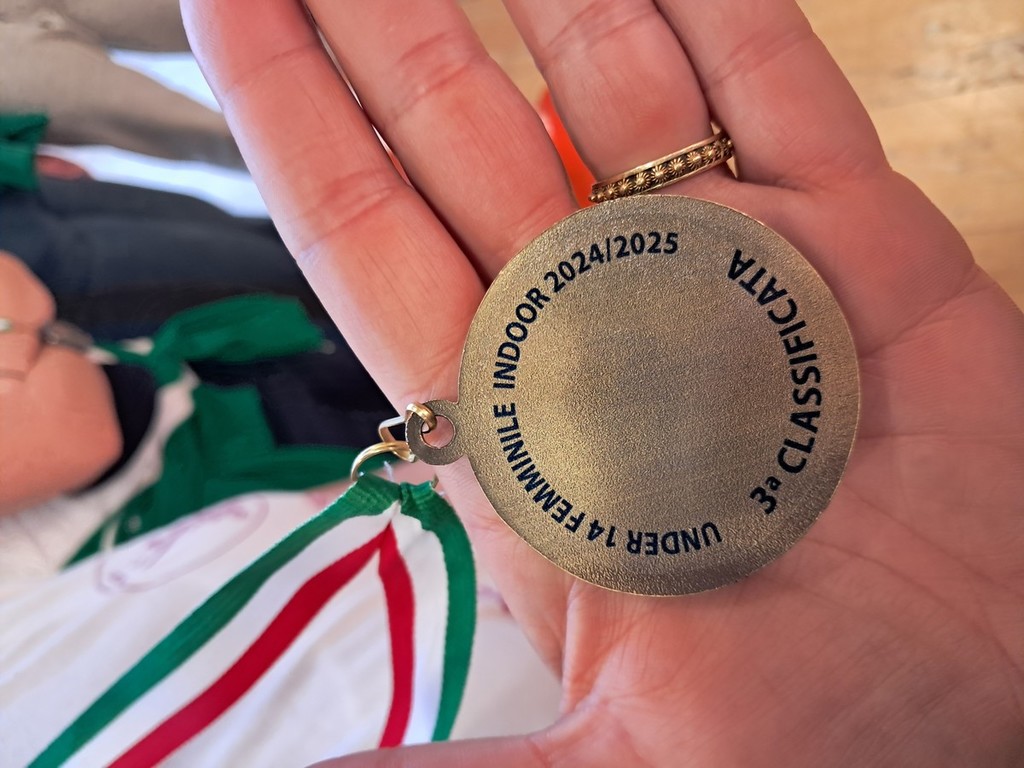 UNDER 14 FEMMINILE INDOOR 2024/2025
3a CLASSIFICATA